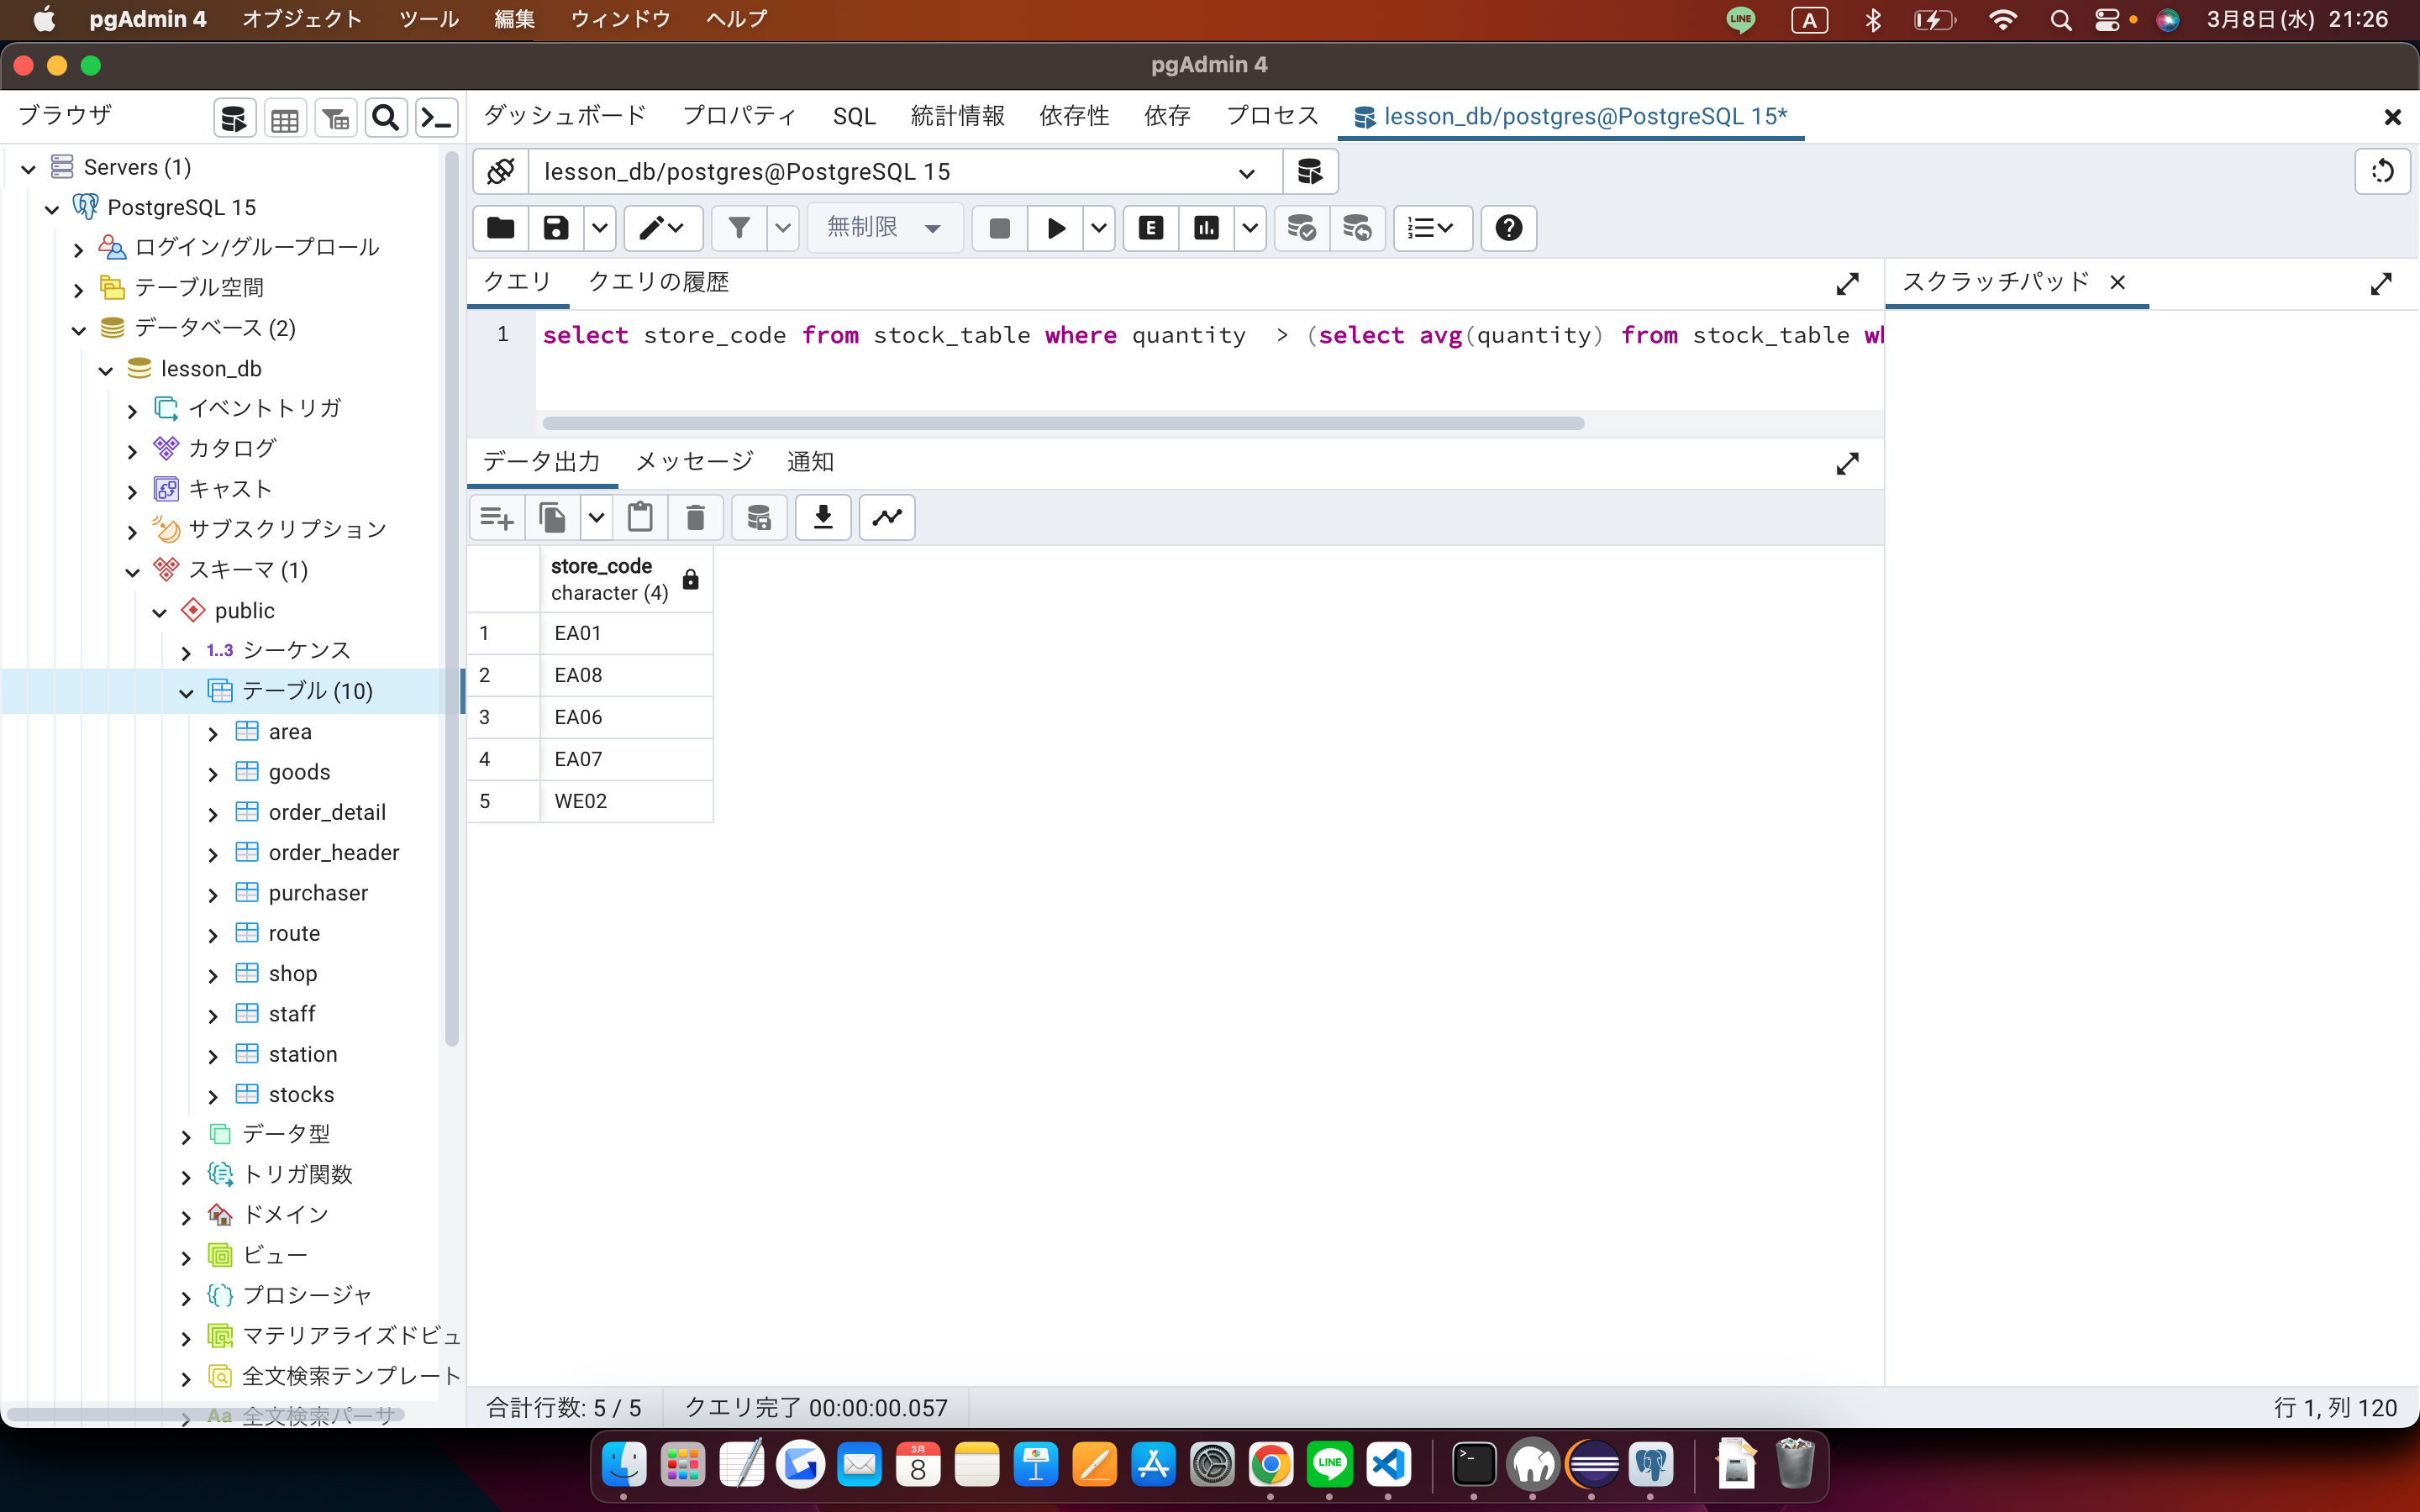 pgAdmin 4 オブジェクト ツール 編集 ウィンドウ ヘルプ LINE A 3月8日(水) 21:26
pgAdmin 4
ブラウザ
ダッシュボード プロパティ SQL 統計情報 依存性 依存 プロセス lesson_db/postgres@PostgreSQL 15*
Servers (1)
PostgreSQL 15
ログイン/グループロール
テーブル空間
データベース (2)
lesson_db
イベントトリガ
カタログ
キャスト
サブスクリプション
スキーマ (1)
public
1..3 シーケンス
テーブル (10)
area
goods
order_detail
order_header
purchaser
route
shop
staff
station
stocks
データ型
トリガ関数
ドメイン
ビュー
プロシージャ
マテリアライズドビュ
全文検索テンプレート
Aa 全文検索パーサ
lesson_db/postgres@PostgreSQL 15
無制限 E
クエリ クエリの履歴
スクラッチパッド
1 select store_code from stock_table where quantity  > (select avg(quantity) from stock_table wh
データ出力 メッセージ 通知
store_code
character (4)
1 EA01
2 EA08
3 EA06
4 EA07
5 WE02
合計行数: 5 / 5 クエリ完了 00:00:00.057 行 1, 列 120
3月
8
LINE